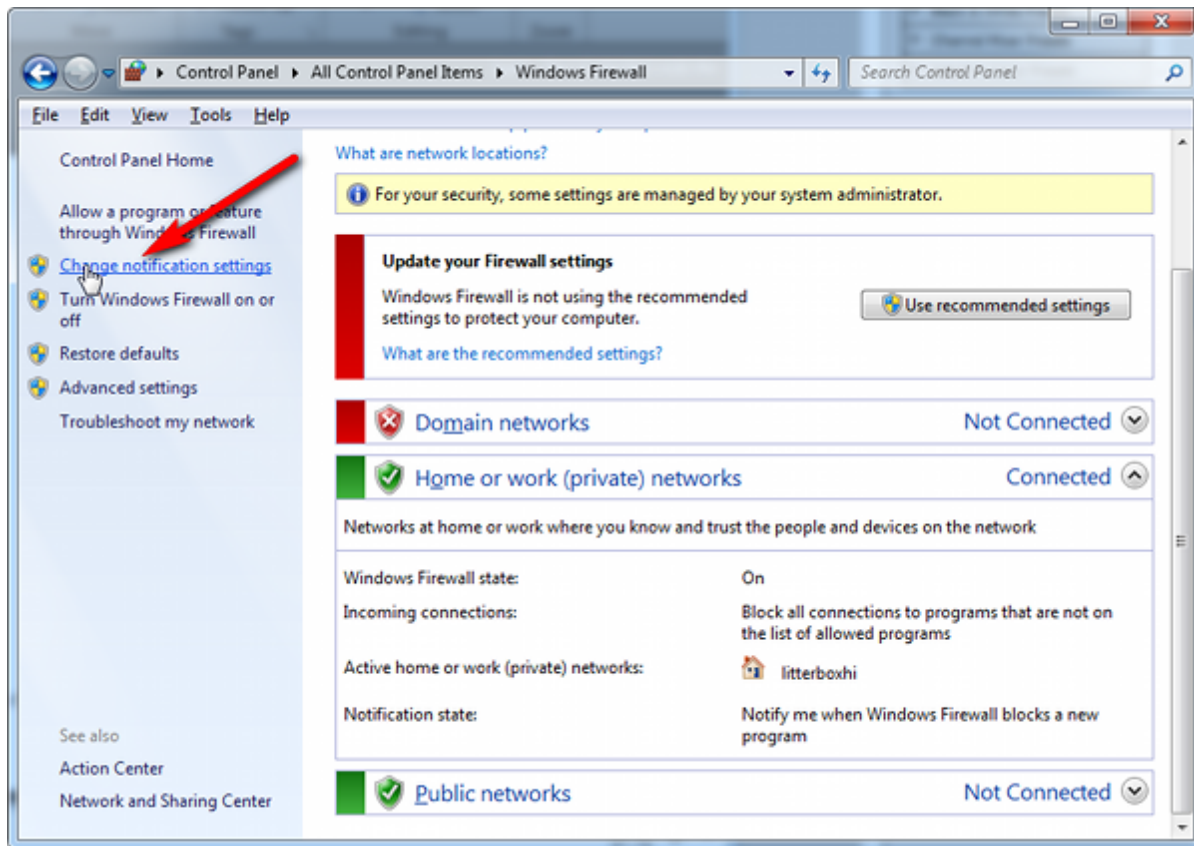 Control Panel ▸ All Control Panel Items ▸ Windows Firewall
Search Control Panel
File Edit View Tools Help
Control Panel Home
Allow a program or feature
through Windows Firewall
Change notification settings
Turn Windows Firewall on or
off
Restore defaults
Advanced settings
Troubleshoot my network
See also
Action Center
Network and Sharing Center
What are network locations?
For your security, some settings are managed by your system administrator.
Update your Firewall settings
Windows Firewall is not using the recommended
settings to protect your computer.
What are the recommended settings?
Use recommended settings
Domain networks Not Connected
Home or work (private) networks Connected
Networks at home or work where you know and trust the people and devices on the network
Windows Firewall state: On
Incoming connections: Block all connections to programs that are not on
the list of allowed programs
Active home or work (private) networks: litterboxhi
Notification state: Notify me when Windows Firewall blocks a new
program
Public networks Not Connected